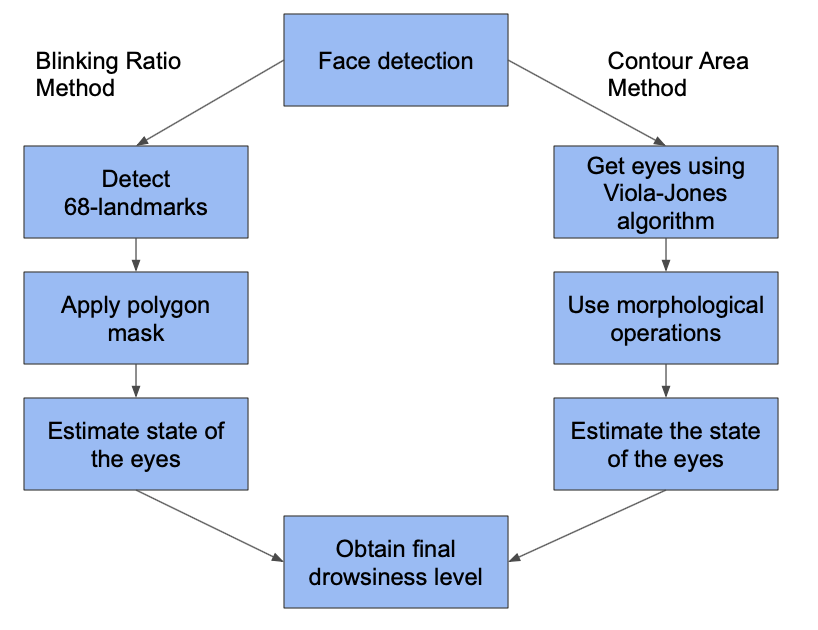 Face detection
Blinking Ratio
Method
Contour Area
Method
Detect
68-landmarks
Get eyes using
Viola-Jones
algorithm
Apply polygon
mask
Use morphological
operations
Estimate state of
the eyes
Estimate the state
of the eyes
Obtain final
drowsiness level